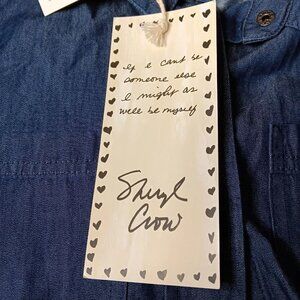 If I can't be
someone else
I might as
well be myself
Sheryl
Crow